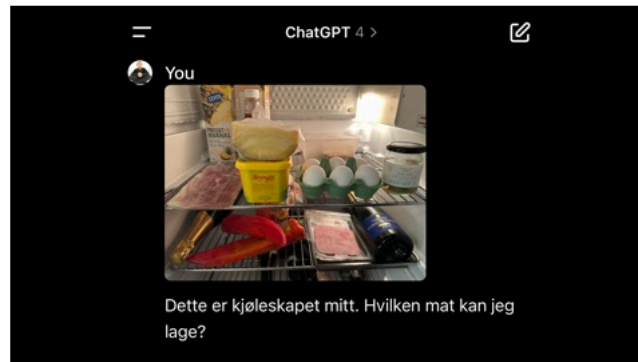 ChatGPT 4 >
You
Dette er kjøleskapet mitt. Hvilken mat kan jeg
lage?